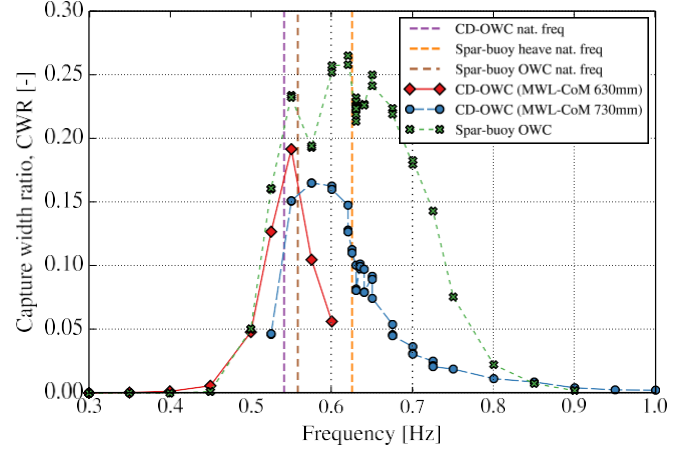 CD-OWC nat. freq
Spar-buoy heave nat. freq
Spar-buoy OWC nat. freq
CD-OWC (MWL-CoM 630mm)
CD-OWC (MWL-CoM 730mm)
Spar-buoy OWC
Capture width ratio, CWR [-]
0.30
0.25
0.20
0.15
0.10
0.05
0.00
0.3 0.4 0.5 0.6 0.7 0.8 0.9 1.0
Frequency [Hz]